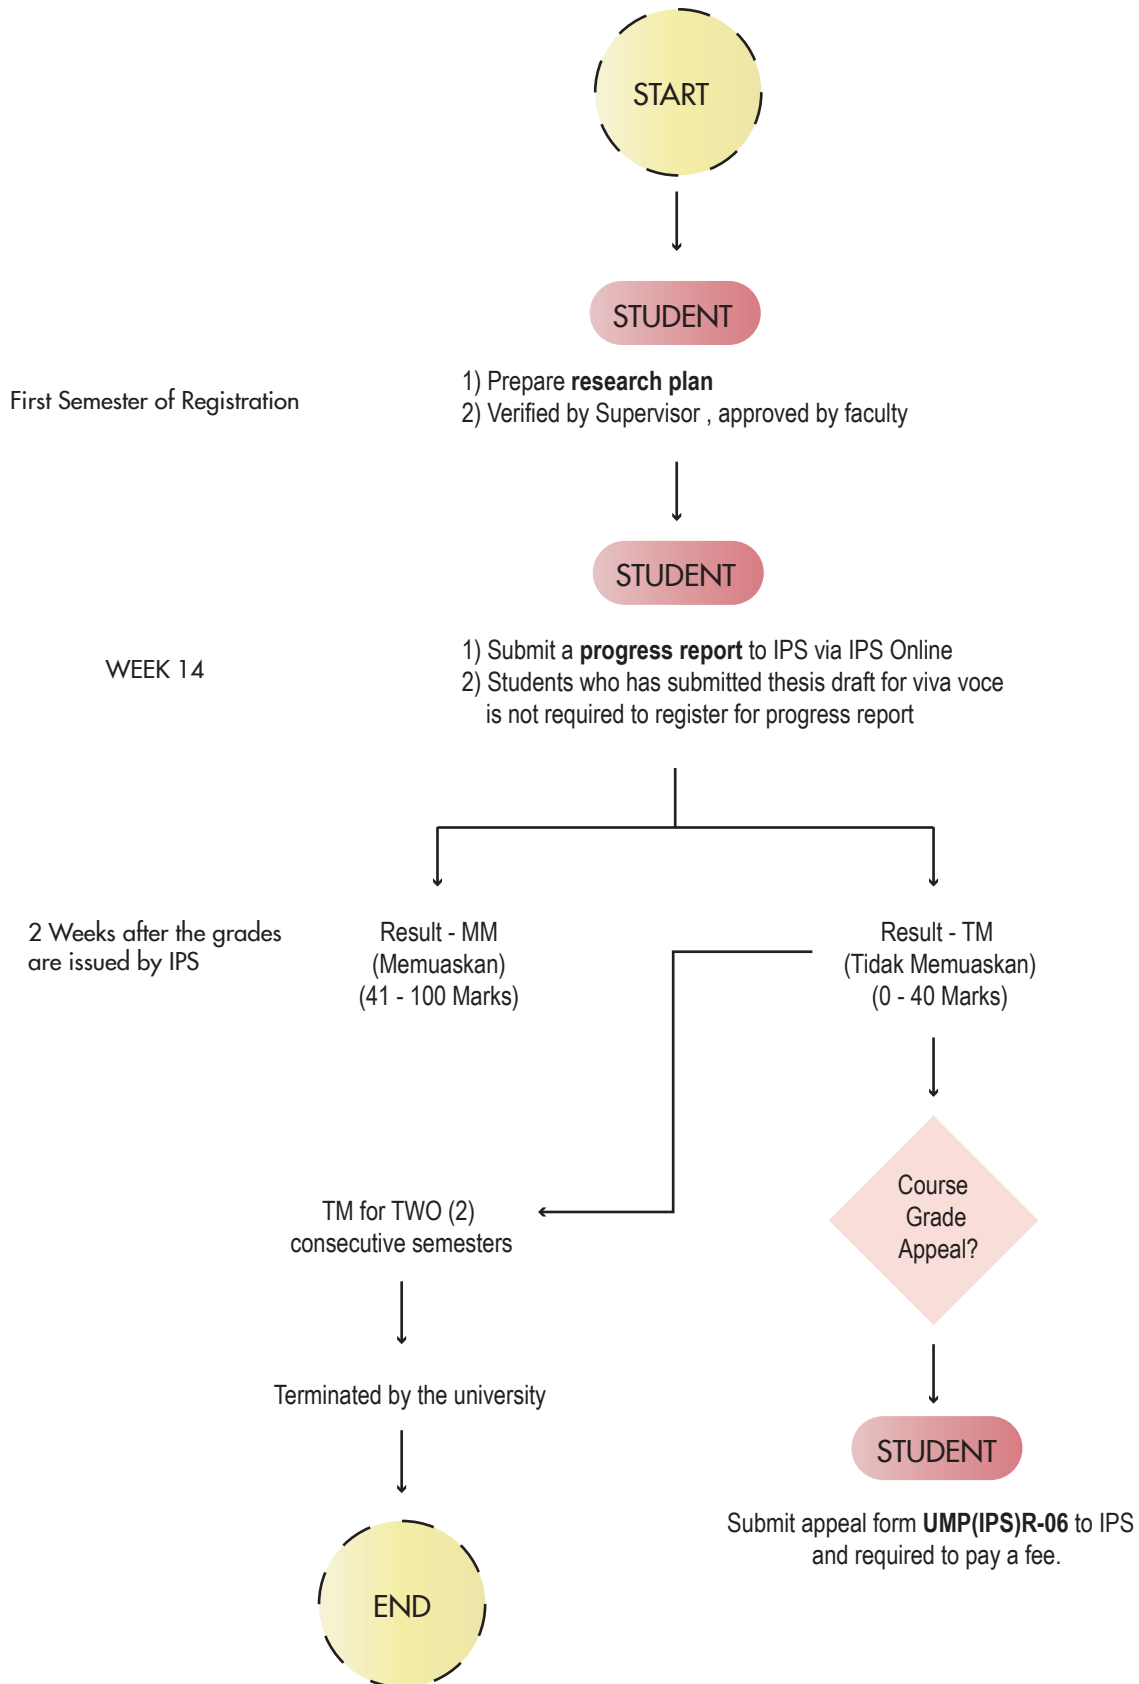 START
STUDENT
First Semester of Registration
1) Prepare research plan
2) Verified by Supervisor , approved by faculty
STUDENT
WEEK 14
1) Submit a progress report to IPS via IPS Online
2) Students who has submitted thesis draft for viva voce
is not required to register for progress report
2 Weeks after the grades
are issued by IPS
Result - MM
(Memuaskan)
(41 - 100 Marks)
Result - TM
(Tidak Memuaskan)
(0 - 40 Marks)
Course
Grade
Appeal?
TM for TWO (2)
consecutive semesters
Terminated by the university
STUDENT
Submit appeal form UMP(IPS)R-06 to IPS
and required to pay a fee.
END